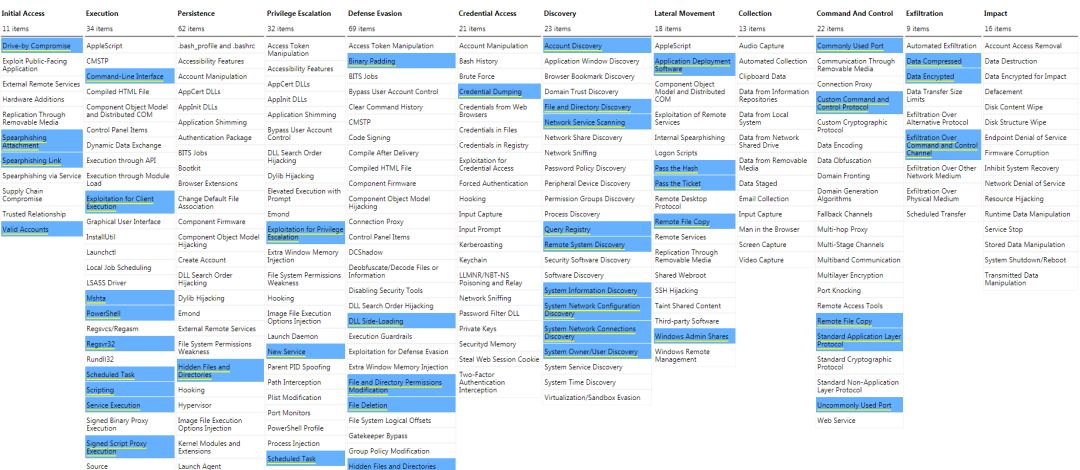 Initial Access
11 items
Drive-by Compromise
Exploit Public-Facing
Application
External Remote Services
Hardware Additions
Replication Through
Removable Media
Spearphishing
Attachment
Spearphishing Link
Spearphishing via Service
Supply Chain
Compromise
Trusted Relationship
Valid Accounts
Execution
34 items
AppleScript
CMSTP
Command-Line Interface
Compiled HTML File
Component Object Model
and Distributed COM
Control Panel Items
Dynamic Data Exchange
Execution through API
Execution through Module
Load
Exploitation for Client
Execution
Graphical User Interface
InstallUtil
Launchctl
Local Job Scheduling
LSASS Driver
Mshta
PowerShell
Regsvcs/Regasm
Regsvr32
Rundll32
Scheduled Task
Scripting
Service Execution
Signed Binary Proxy
Execution
Signed Script Proxy
Execution
Source
Persistence
62 items
.bash_profile and .bashrc
Accessibility Features
Account Manipulation
AppCert DLLs
AppInit DLLs
Application Shimming
Authentication Package
BITS Jobs
Bootkit
Browser Extensions
Change Default File
Association
Component Firmware
Component Object Model
Hijacking
Create Account
DLL Search Order
Hijacking
Dylib Hijacking
Emond
External Remote Services
File System Permissions
Weakness
Hidden Files and
Directories
Hooking
Hypervisor
Image File Execution
Options Injection
Kernel Modules and
Extensions
Launch Agent
Privilege Escalation
32 items
Access Token
Manipulation
Accessibility Features
AppCert DLLs
AppInit DLLs
Application Shimming
Bypass User Account
Control
DLL Search Order
Hijacking
Dylib Hijacking
Elevated Execution with
Prompt
Emond
Exploitation for Privilege
Escalation
Extra Window Memory
Injection
File System Permissions
Weakness
Hooking
Image File Execution
Options Injection
Launch Daemon
New Service
Parent PID Spoofing
Path Interception
Plist Modification
Port Monitors
PowerShell Profile
Process Injection
Scheduled Task
Defense Evasion
69 items
Access Token Manipulation
Binary Padding
BITS Jobs
Bypass User Account Control
Clear Command History
CMSTP
Code Signing
Compile After Delivery
Compiled HTML File
Component Firmware
Component Object Model
Hijacking
Connection Proxy
Control Panel Items
DCShadow
Deobfuscate/Decode Files or
Information
Disabling Security Tools
DLL Search Order Hijacking
DLL Side-Loading
Execution Guardrails
Exploitation for Defense Evasion
Extra Window Memory Injection
File and Directory Permissions
Modification
File Deletion
File System Logical Offsets
Gatekeeper Bypass
Group Policy Modification
Hidden Files and Directories
Credential Access
21 items
Account Manipulation
Bash History
Brute Force
Credential Dumping
Credentials from Web
Browsers
Credentials in Files
Credentials in Registry
Exploitation for
Credential Access
Forced Authentication
Hooking
Input Capture
Input Prompt
Kerberoasting
Keychain
LLMNR/NBT-NS
Poisoning and Relay
Network Sniffing
Password Filter DLL
Private Keys
Securityd Memory
Steal Web Session Cookie
Two-Factor
Authentication
Interception
Discovery
23 items
Account Discovery
Application Window Discovery
Browser Bookmark Discovery
Domain Trust Discovery
File and Directory Discovery
Network Service Scanning
Network Share Discovery
Network Sniffing
Password Policy Discovery
Peripheral Device Discovery
Permission Groups Discovery
Process Discovery
Query Registry
Remote System Discovery
Security Software Discovery
Software Discovery
System Information Discovery
System Network Configuration
Discovery
System Network Connections
Discovery
System Owner/User Discovery
System Service Discovery
System Time Discovery
Virtualization/Sandbox Evasion
Lateral Movement
18 items
AppleScript
Application Deployment
Software
Component Object
Model and Distributed
COM
Exploitation of Remote
Services
Internal Spearphishing
Logon Scripts
Pass the Hash
Pass the Ticket
Remote Desktop
Protocol
Remote File Copy
Remote Services
Replication Through
Removable Media
Shared Webroot
SSH Hijacking
Taint Shared Content
Third-party Software
Windows Admin Shares
Windows Remote
Management
Collection
13 items
Audio Capture
Automated Collection
Clipboard Data
Data from Information
Repositories
Data from Local
System
Data from Network
Shared Drive
Data from Removable
Media
Data Staged
Email Collection
Input Capture
Man in the Browser
Screen Capture
Video Capture
Command And Control
22 items
Commonly Used Port
Communication Through
Removable Media
Connection Proxy
Custom Command and
Control Protocol
Custom Cryptographic
Protocol
Data Encoding
Data Obfuscation
Domain Fronting
Domain Generation
Algorithms
Fallback Channels
Multi-hop Proxy
Multi-Stage Channels
Multiband Communication
Multilayer Encryption
Port Knocking
Remote Access Tools
Remote File Copy
Standard Application Layer
Protocol
Standard Cryptographic
Protocol
Standard Non-Application
Layer Protocol
Uncommonly Used Port
Web Service
Exfiltration
9 items
Automated Exfiltration
Data Compressed
Data Encrypted
Data Transfer Size
Limits
Exfiltration Over
Alternative Protocol
Exfiltration Over
Command and Control
Channel
Exfiltration Over Other
Network Medium
Exfiltration Over
Physical Medium
Scheduled Transfer
Impact
16 items
Account Access Removal
Data Destruction
Data Encrypted for Impact
Defacement
Disk Content Wipe
Disk Structure Wipe
Endpoint Denial of Service
Firmware Corruption
Inhibit System Recovery
Network Denial of Service
Resource Hijacking
Runtime Data Manipulation
Service Stop
Stored Data Manipulation
System Shutdown/Reboot
Transmitted Data
Manipulation